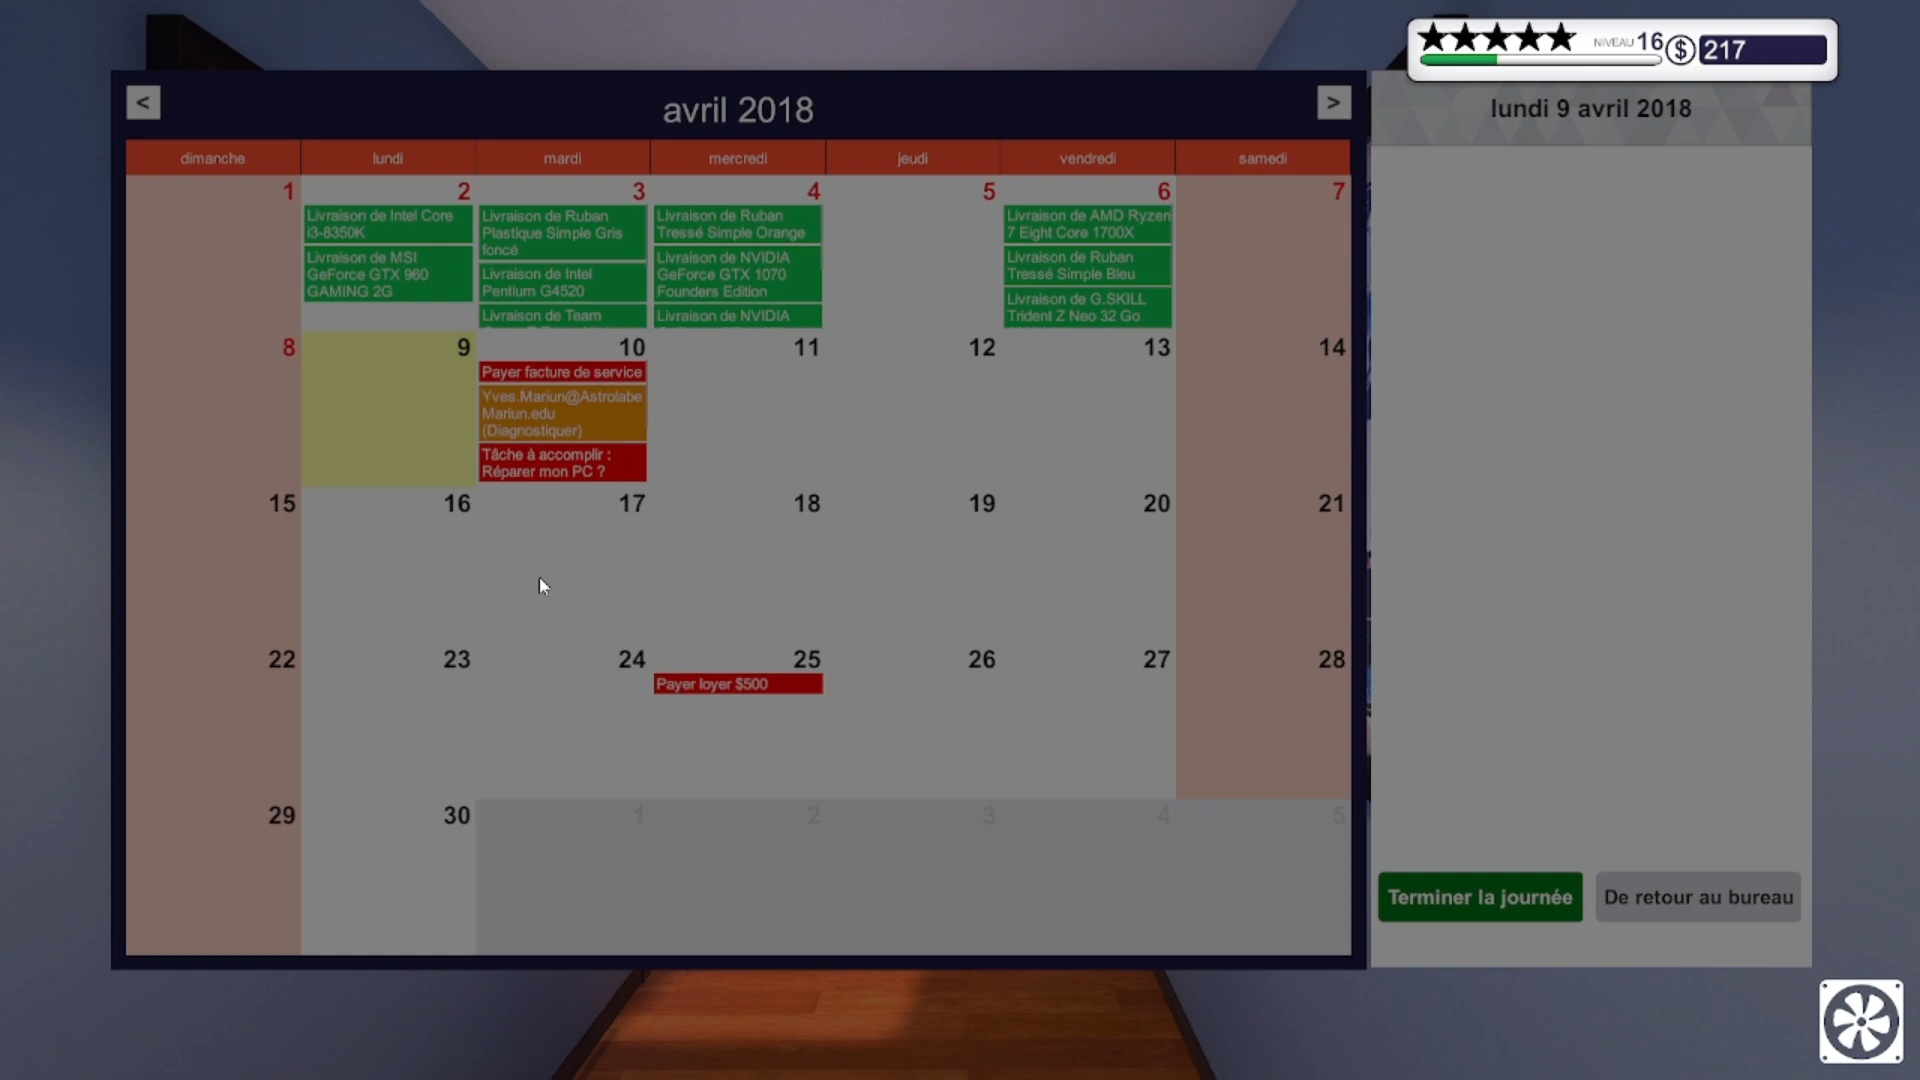 NIVEAU 16
217
<
avril 2018
>
lundi 9 avril 2018
dimanche
lundi
mardi
mercredi
jeudi
vendredi
samedi
1
2
Livraison de Intel Core
i3-8350K
Livraison de MSI
GeForce GTX 960
GAMING 2G
3
Livraison de Ruban
Plastique Simple Gris
foncé
Livraison de Intel
Pentium G4520
Livraison de Team
4
Livraison de Ruban
Tressé Simple Orange
Livraison de NVIDIA
GeForce GTX 1070
Founders Edition
Livraison de NVIDIA
5
6
Livraison de AMD Ryzen
7 Eight Core 1700X
Livraison de Ruban
Tressé Simple Bleu
Livraison de G.SKILL
Trident Z Neo 32 Go
7
8
9
10
Payer facture de service
Yves.Mariun@Astrolabe
Mariun.edu
(Diagnostiquer)
Tâche à accomplir :
Réparer mon PC ?
11
12
13
14
15
16
17
18
19
20
21
22
23
24
25
Payer loyer $500
26
27
28
29
30
1
2
3
4
5
Terminer la journée
De retour au bureau